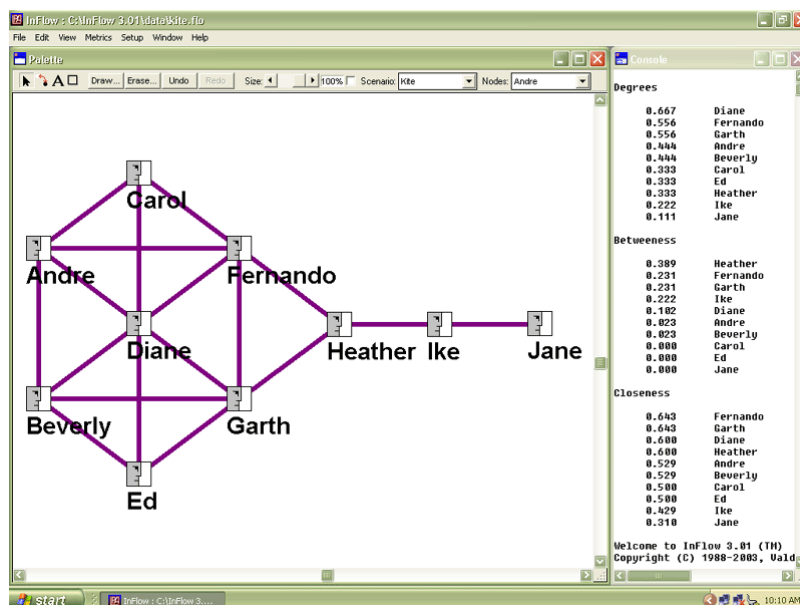 InFlow : C:\InFlow 3.01\data\kite.flo
File Edit View Metrics Setup Window Help
Palette
A Draw... Erase... Undo Redo Size: 100% Scenario: Kite Nodes: Andre
Carol
Andre
Fernando
Diane
Heather
Ike
Jane
Beverly
Garth
Ed
Console
Degrees
0.667 Diane
0.556 Fernando
0.556 Garth
0.444 Andre
0.444 Beverly
0.333 Carol
0.333 Ed
0.333 Heather
0.222 Ike
0.111 Jane
Betweeness
0.389 Heather
0.231 Fernando
0.231 Garth
0.222 Ike
0.102 Diane
0.023 Andre
0.023 Beverly
0.000 Carol
0.000 Ed
0.000 Jane
Closeness
0.643 Fernando
0.643 Garth
0.600 Diane
0.600 Heather
0.529 Andre
0.529 Beverly
0.500 Carol
0.500 Ed
0.429 Ike
0.310 Jane
Welcome to InFlow 3.01 (TM)
Copyright (C) 1988-2003, Vald
start
InFlow : C:\InFlow 3....
10:10 AM